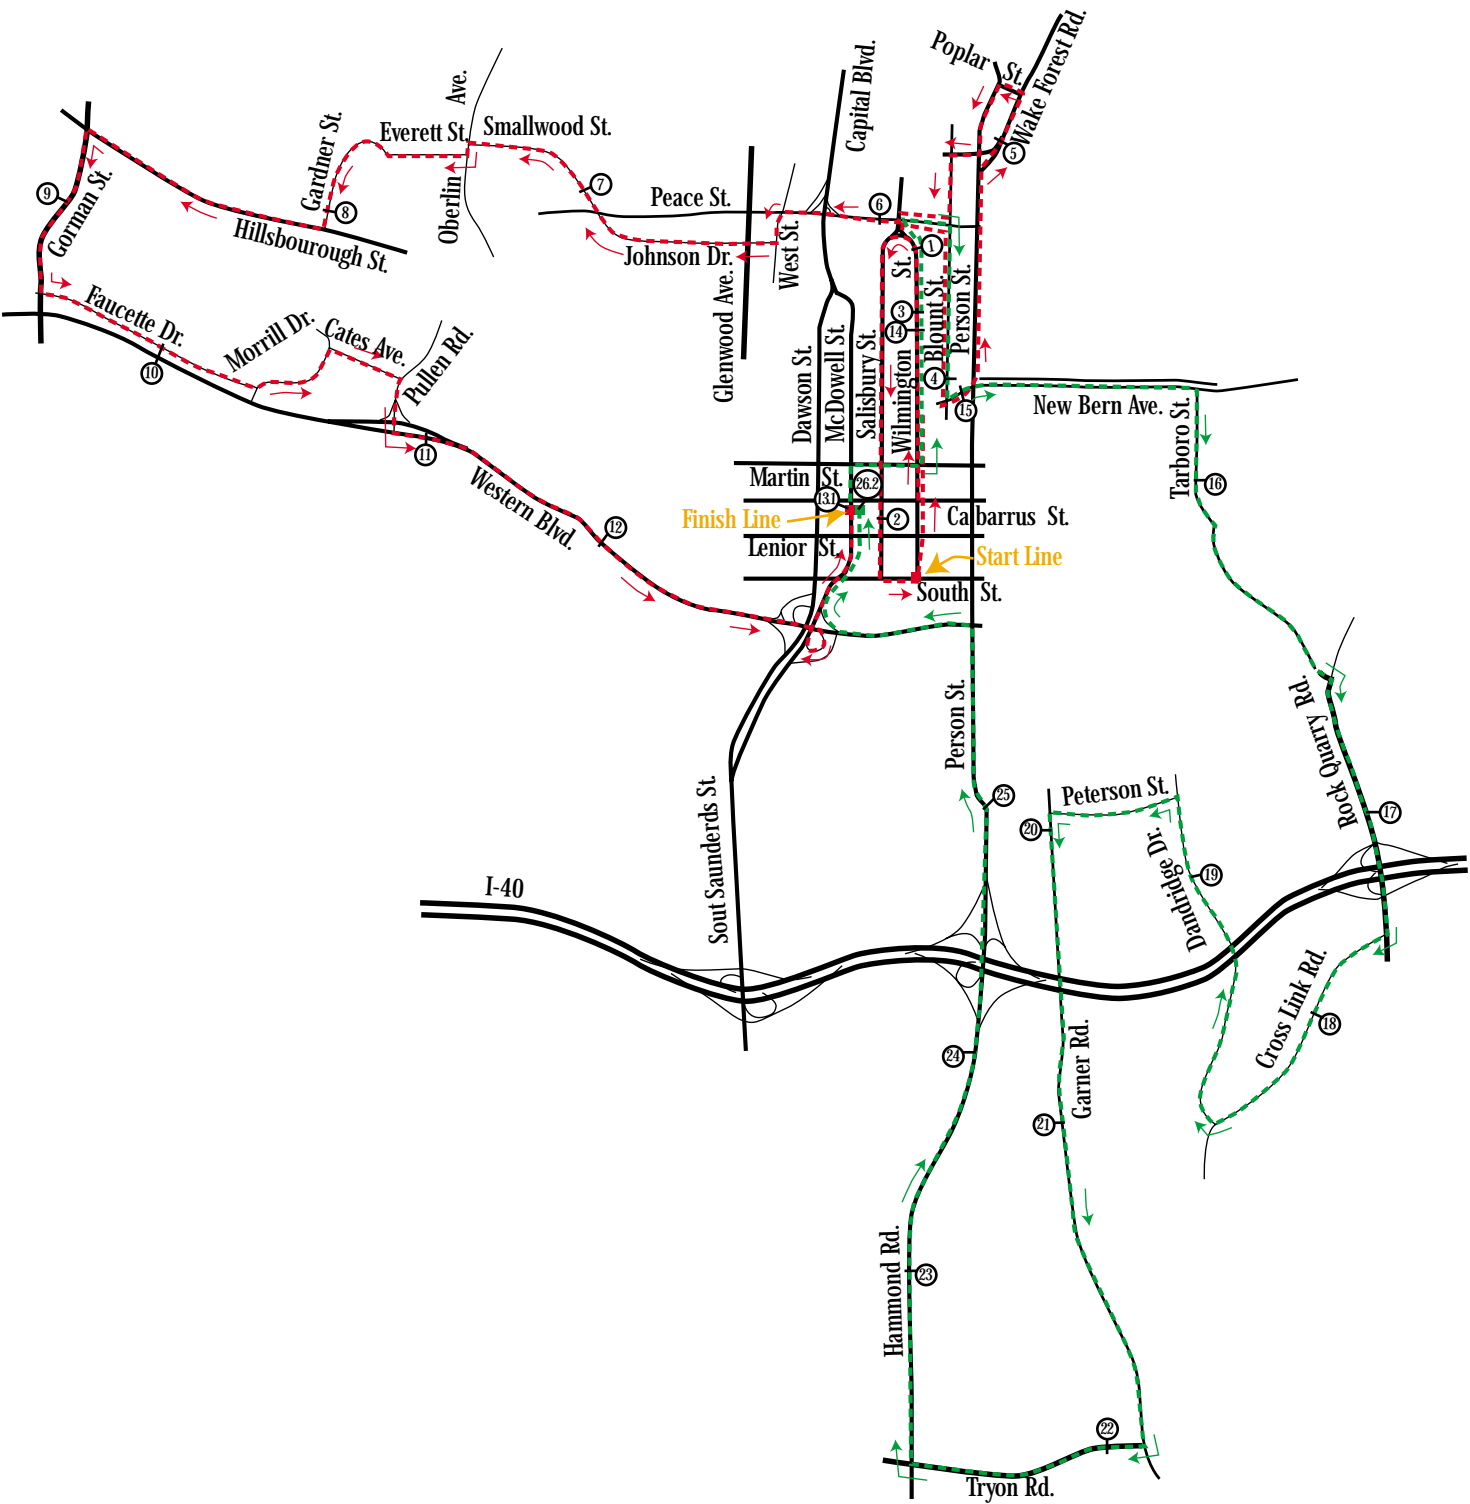 Poplar St.
Wake Forest Rd.
Capital Blvd.
Ave.
Oberlin
Smallwood St.
Everett St.
Gardner St.
5
7
9
8
6
Peace St.
Gorman St.
Hillsbourough St.
Johnson Dr.
West St.
St.
1
Glenwood Ave.
Faucette Dr.
Morrill Dr.
Cates Ave.
Pullen Rd.
10
11
Dawson St.
McDowell St.
Salisbury St.
Wilmington
Blount St.
Person St.
3
14
4
15
New Bern Ave.
Tarboro St.
16
Martin St.
26.2
13.1
Finish Line
2
Cabarrus St.
Western Blvd.
12
Lenior St.
Start Line
South St.
Person St.
Rock Quarry Rd.
Sout Saunderds St.
25
Peterson St.
20
17
Dandridge Dr.
19
I-40
Cross Link Rd.
18
24
Garner Rd.
21
Hammond Rd.
23
22
Tryon Rd.